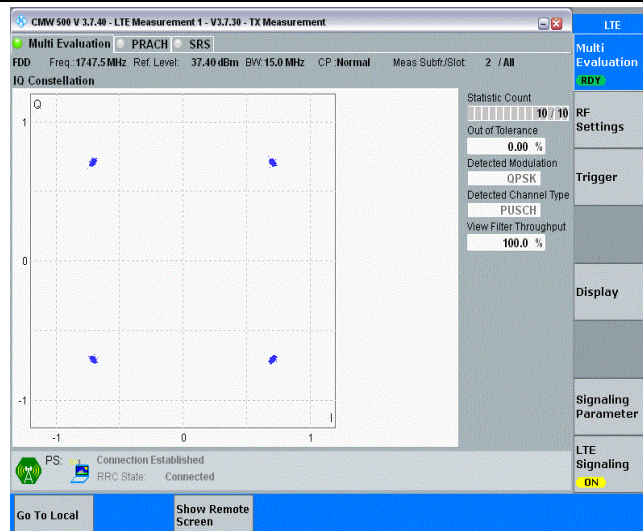 CMW 500 V 3.7.40 - LTE Measurement 1 - V3.7.30 - TX Measurement
LTE
Multi Evaluation PRACH SRS
FDD Freq.:1747.5 MHz Ref. Level: 37.40 dBm BW:15.0 MHz CP :Normal Meas Subfr./Slot: 2 / All
IQ Constellation
Q
1
0
-1
-1 0 1
I
Statistic Count
10 / 10
Out of Tolerance
0.00 %
Detected Modulation
QPSK
Detected Channel Type
PUSCH
View Filter Throughput
100.0 %
Multi
Evaluation
RDY
RF
Settings
Trigger
Display
Signaling
Parameter
LTE
Signaling
ON
PS: Connection Established
RRC State: Connected
Go To Local
Show Remote
Screen